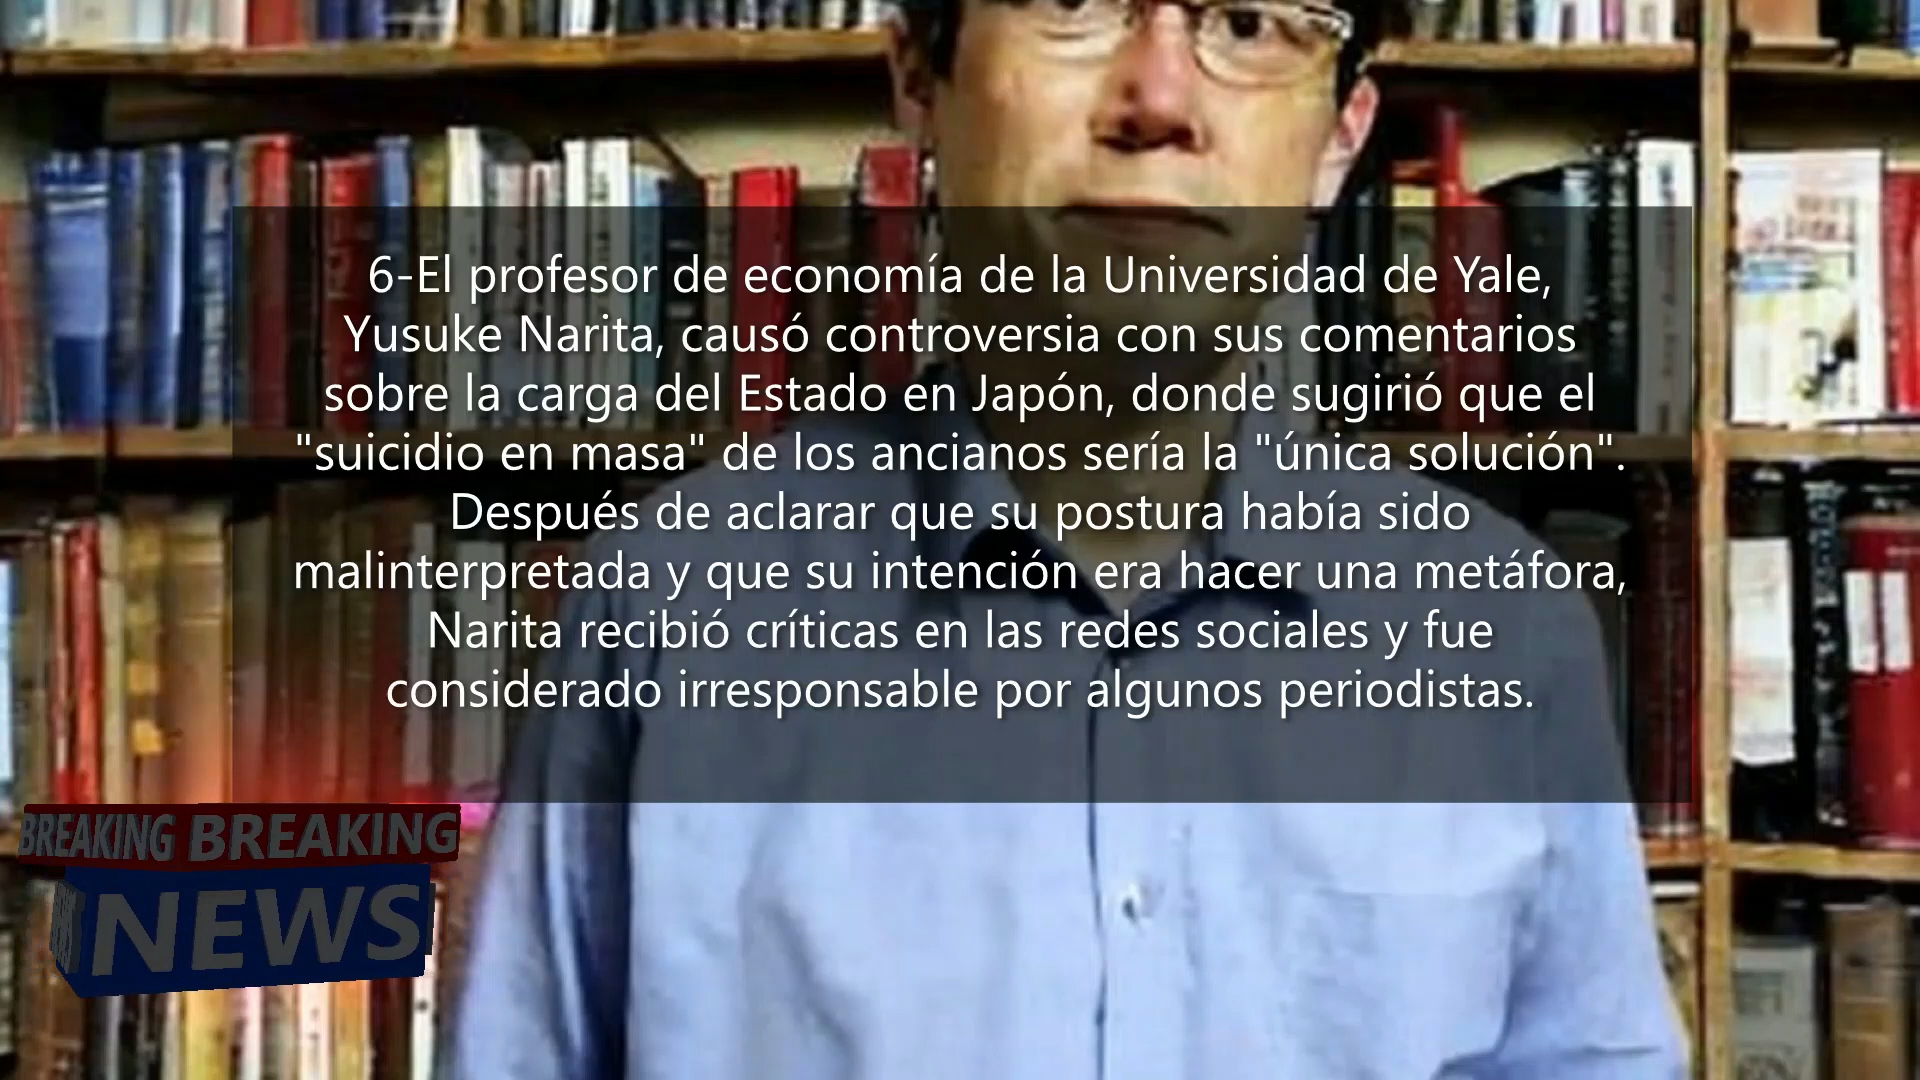 6-El profesor de economía de la Universidad de Yale,
Yusuke Narita, causó controversia con sus comentarios
sobre la carga del Estado en Japón, donde sugirió que el
"suicidio en masa" de los ancianos sería la "única solución".
Después de aclarar que su postura había sido
malinterpretada y que su intención era hacer una metáfora,
Narita recibió críticas en las redes sociales y fue
considerado irresponsable por algunos periodistas.
BREAKING BREAKING
NEWS